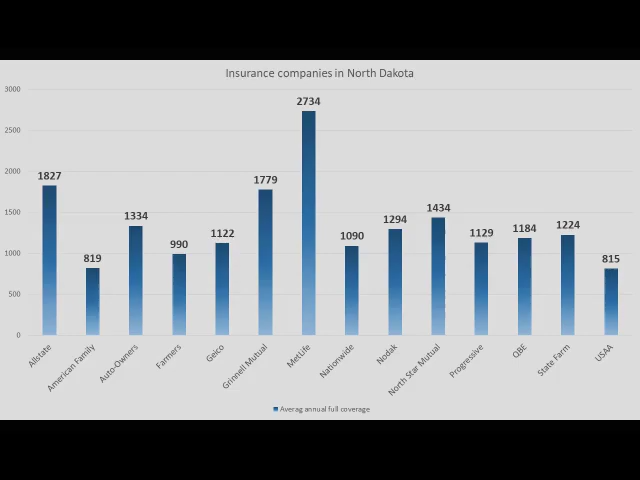 Insurance companies in North Dakota
3000
2500
2000
1500
1000
500
0
1827
819
1334
990
1122
1779
2734
1090
1294
1434
1129
1184
1224
815
Allstate
American Family
Auto-Owners
Farmers
Geico
Grinnell Mutual
MetLife
Nationwide
Nodak
North Star Mutual
Progressive
QBE
State Farm
USAA
Averag annual full coverage